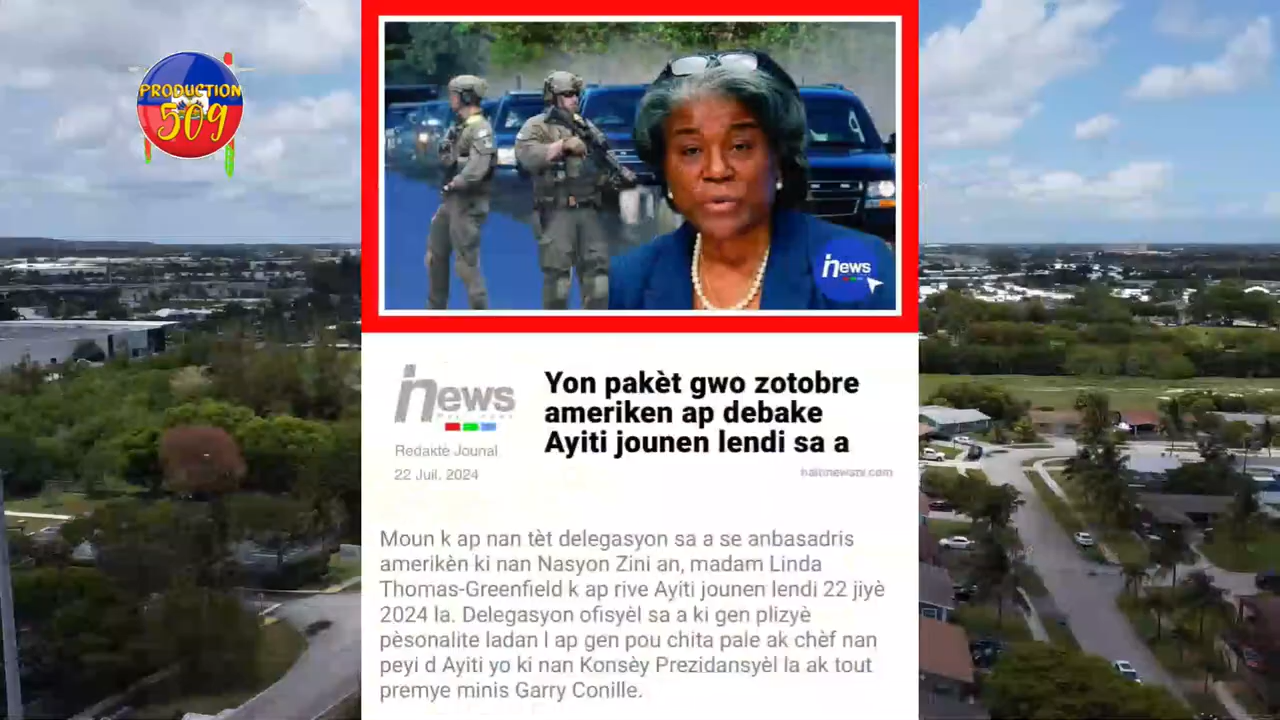 PRODUCTION
509
inews
inews
Yon pakèt gwo zotobre
ameriken ap debake
Ayiti jounen lendi sa a
Redaktè Jounal
22 Juil. 2024
haitinewstv.com
Moun k ap nan tèt delegasyon sa a se anbasadris
amerikèn ki nan Nasyon Zini an, madam Linda
Thomas-Greenfield k ap rive Ayiti jounen lendi 22 jiyè
2024 la. Delegasyon ofisyèl sa a ki gen plizyè
pèsonalite ladan l ap gen pou chita pale ak chèf nan
peyi d Ayiti yo ki nan Konsèy Prezidansyèl la ak tout
premye minis Garry Conille.